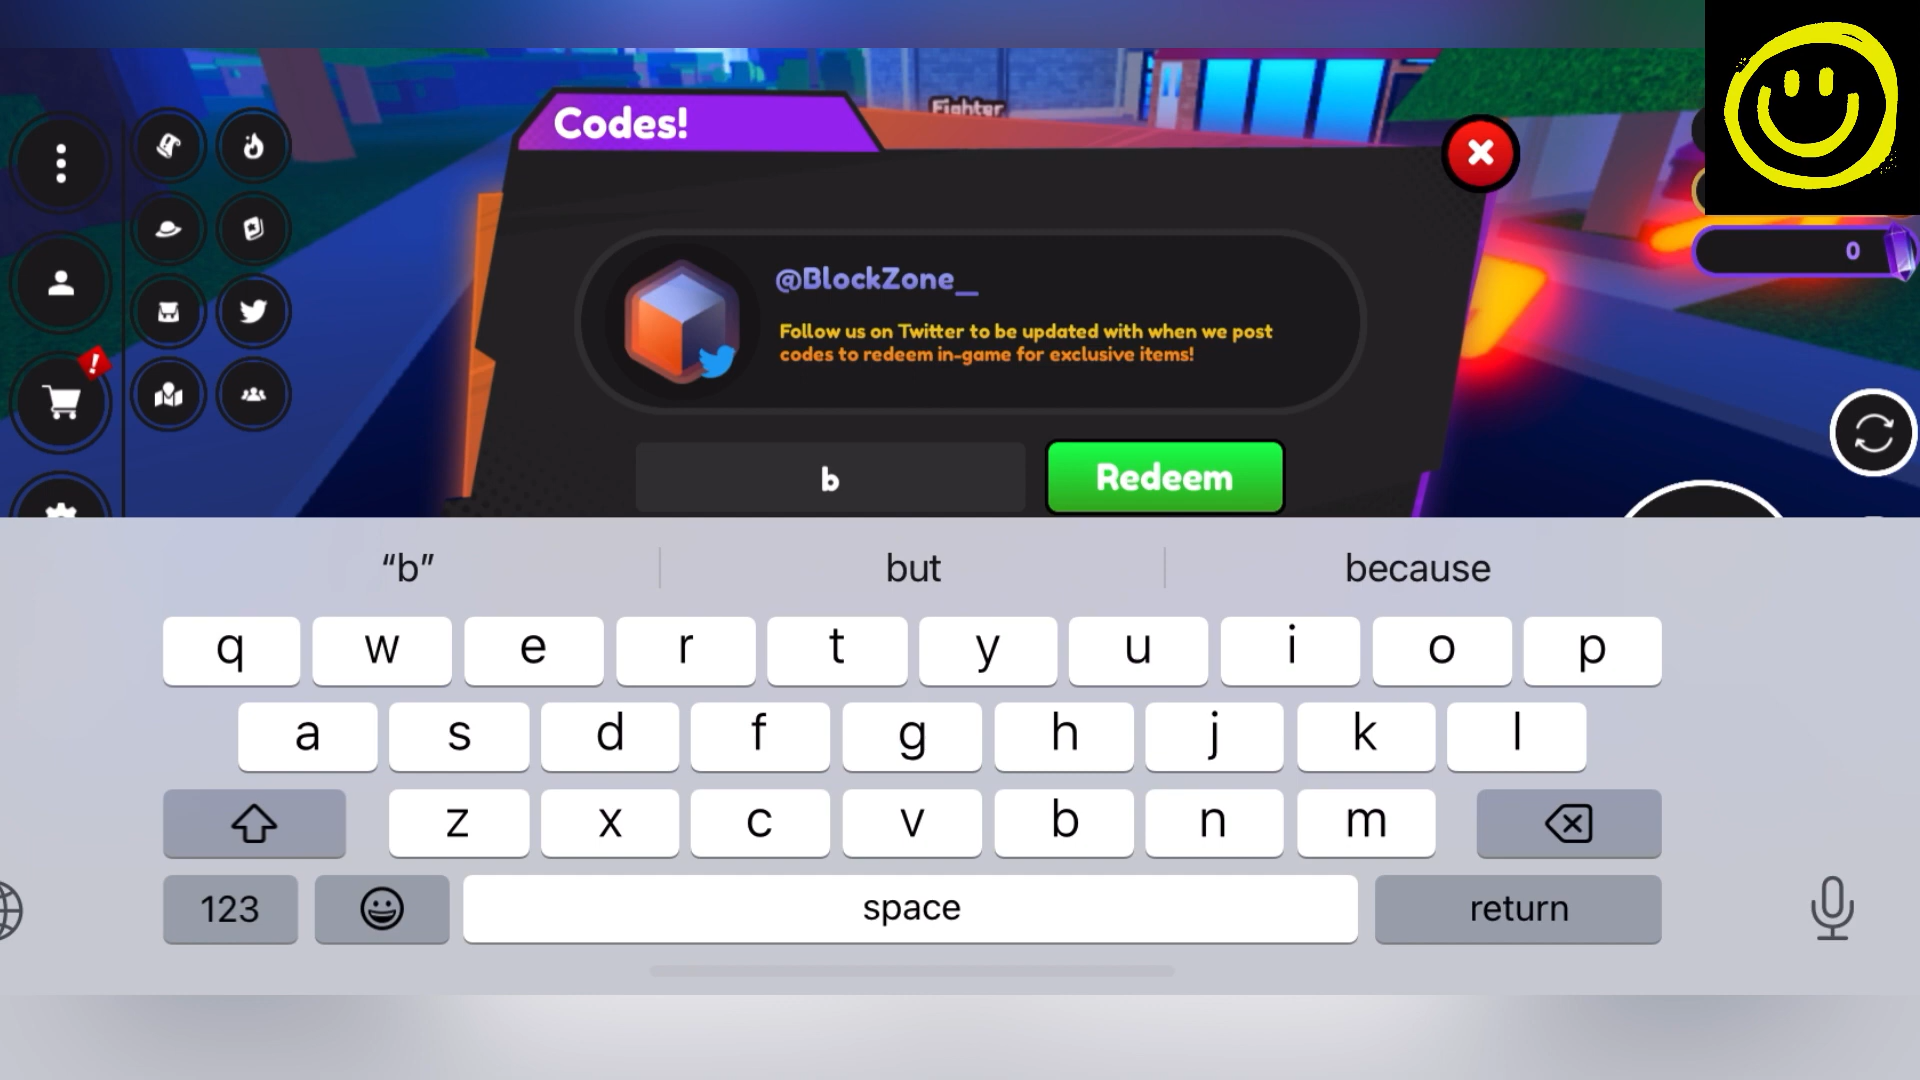 Fighter
Codes!
@BlockZone_
Follow us on Twitter to be updated with when we post
codes to redeem in-game for exclusive items!
0
b
Redeem
“b”
but
because
q w e r t y u i o p
a s d f g h j k l
z x c v b n m
123
space
return